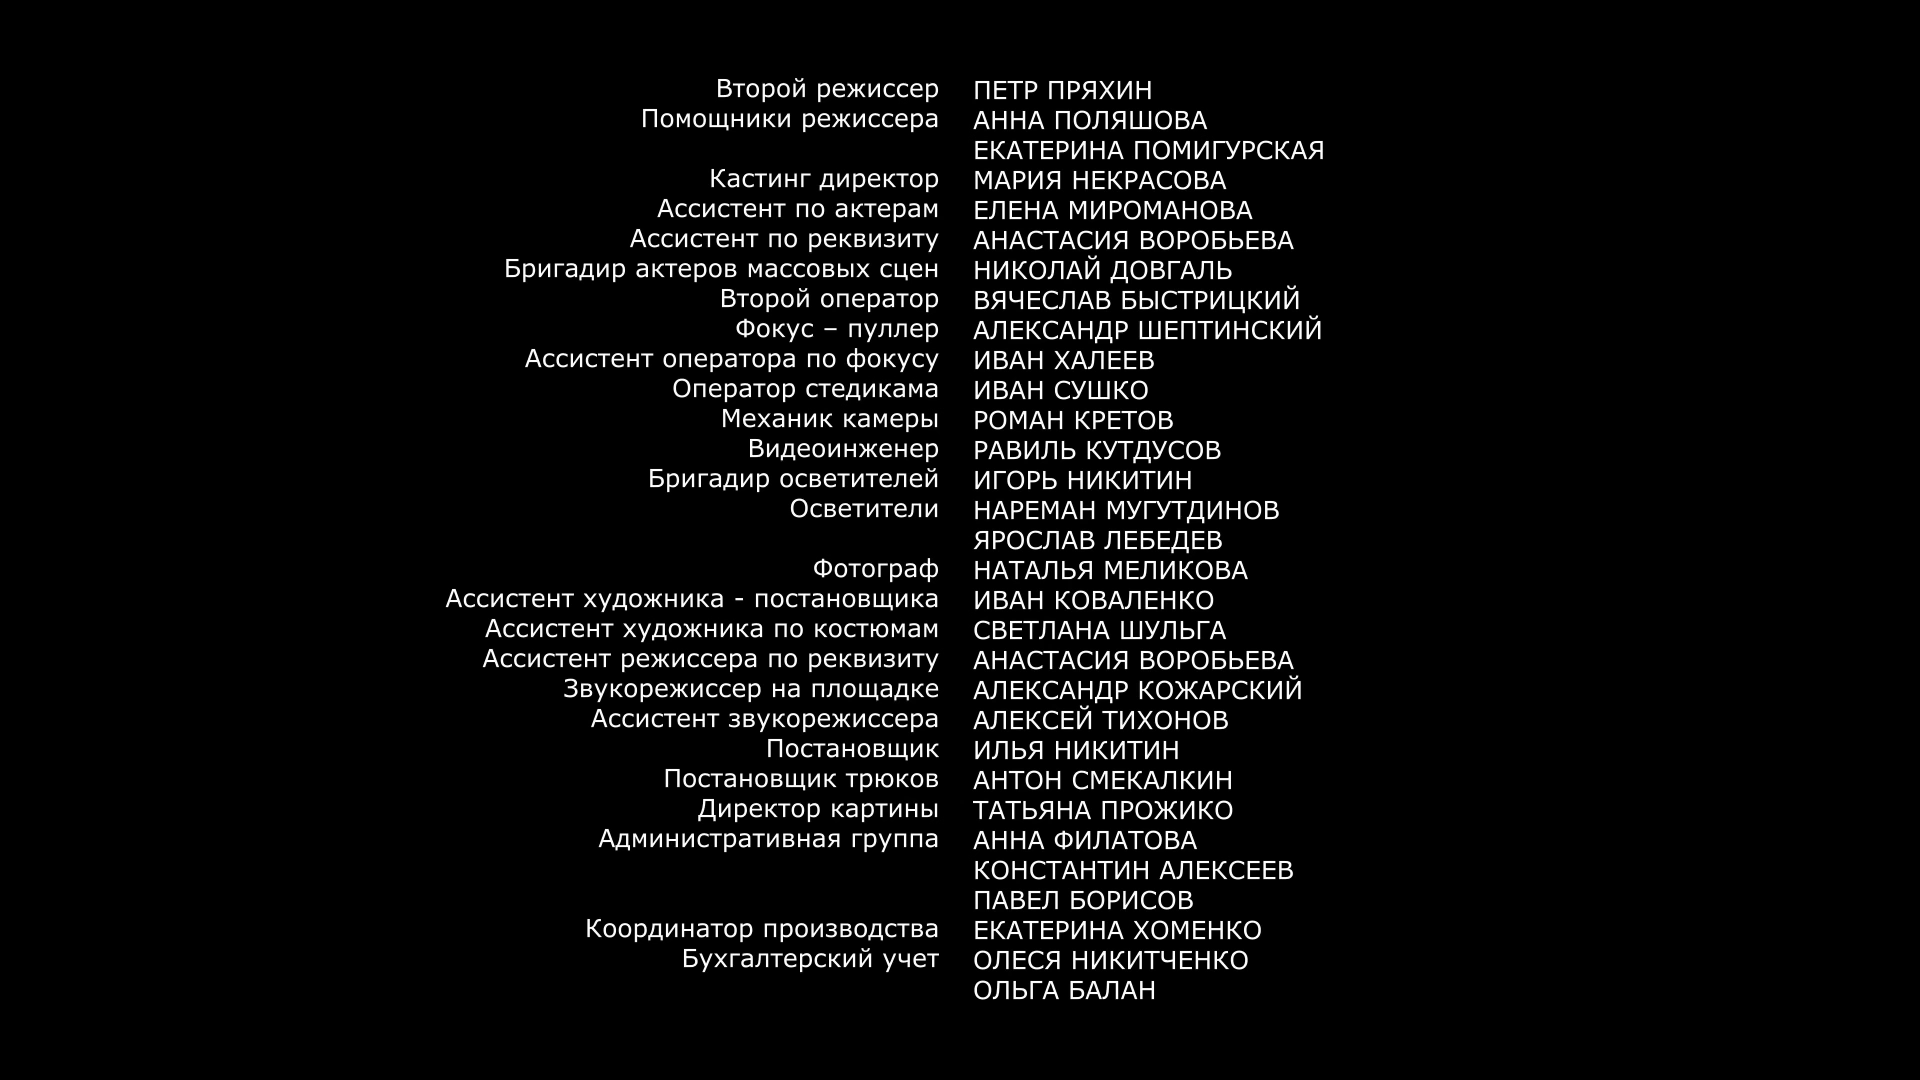 Второй режиссер ПЕТР ПРЯХИН
Помощники режиссера АННА ПОЛЯШОВА
ЕКАТЕРИНА ПОМИГУРСКАЯ
Кастинг директор МАРИЯ НЕКРАСОВА
Ассистент по актерам ЕЛЕНА МИРОМАНОВА
Ассистент по реквизиту АНАСТАСИЯ ВОРОБЬЕВА
Бригадир актеров массовых сцен НИКОЛАЙ ДОВГАЛЬ
Второй оператор ВЯЧЕСЛАВ БЫСТРИЦКИЙ
Фокус – пуллер АЛЕКСАНДР ШЕПТИНСКИЙ
Ассистент оператора по фокусу ИВАН ХАЛЕЕВ
Оператор стедикама ИВАН СУШКО
Механик камеры РОМАН КРЕТОВ
Видеоинженер РАВИЛЬ КУТДУСОВ
Бригадир осветителей ИГОРЬ НИКИТИН
Осветители НАРЕМАН МУГУТДИНОВ
ЯРОСЛАВ ЛЕБЕДЕВ
Фотограф НАТАЛЬЯ МЕЛИКОВА
Ассистент художника - постановщика ИВАН КОВАЛЕНКО
Ассистент художника по костюмам СВЕТЛАНА ШУЛЬГА
Ассистент режиссера по реквизиту АНАСТАСИЯ ВОРОБЬЕВА
Звукорежиссер на площадке АЛЕКСАНДР КОЖАРСКИЙ
Ассистент звукорежиссера АЛЕКСЕЙ ТИХОНОВ
Постановщик ИЛЬЯ НИКИТИН
Постановщик трюков АНТОН СМЕКАЛКИН
Директор картины ТАТЬЯНА ПРОЖИКО
Административная группа АННА ФИЛАТОВА
КОНСТАНТИН АЛЕКСЕЕВ
ПАВЕЛ БОРИСОВ
Координатор производства ЕКАТЕРИНА ХОМЕНКО
Бухгалтерский учет ОЛЕСЯ НИКИТЧЕНКО
ОЛЬГА БАЛАН